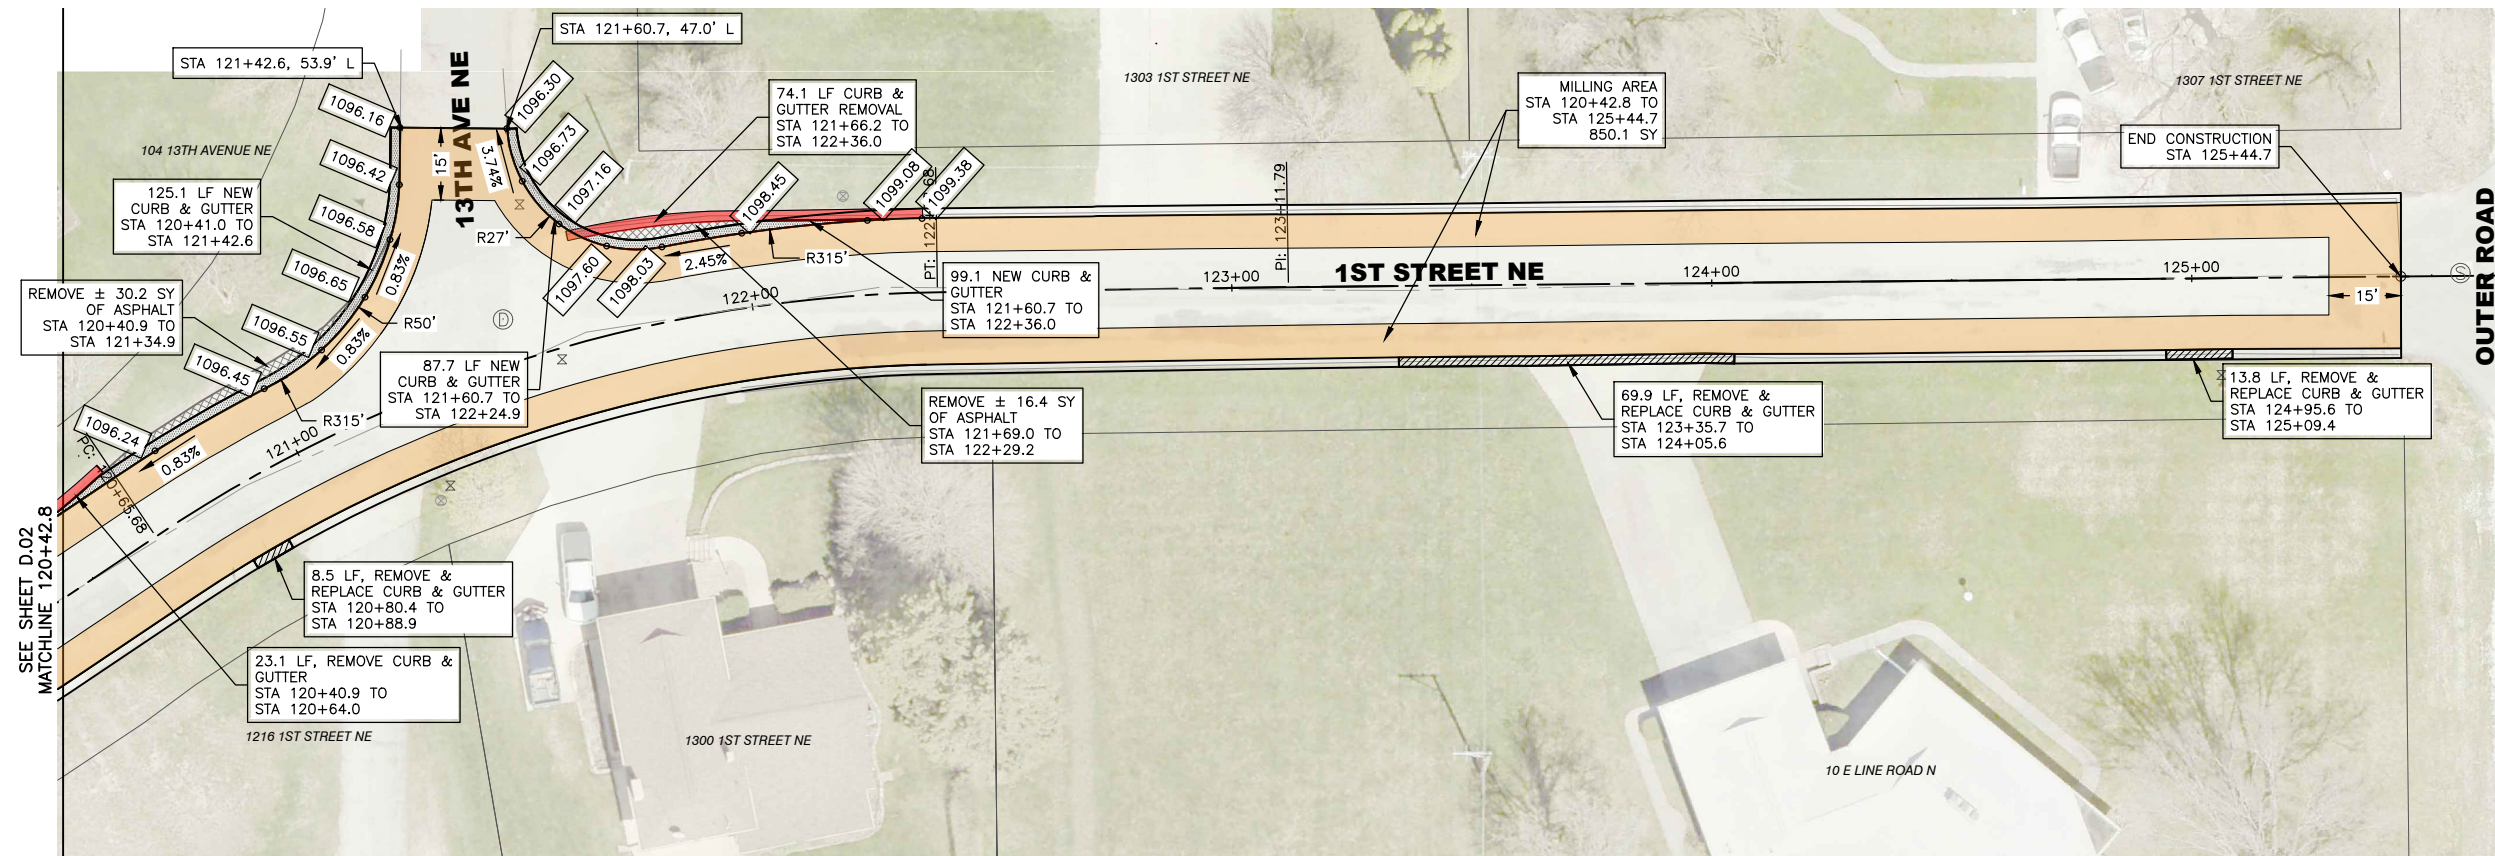 STA 121+60.7, 47.0' L
STA 121+42.6, 53.9' L
13TH AVE NE
1303 1ST STREET NE
1307 1ST STREET NE
104 13TH AVENUE NE
1096.16
1096.42
1096.58
1096.65
1096.55
1096.45
1096.24
1096.30
1096.73
1097.16
1097.60
1098.03
1098.45
1099.08
1099.38
74.1 LF CURB &
GUTTER REMOVAL
STA 121+66.2 TO
STA 122+36.0
MILLING AREA
STA 120+42.8 TO
STA 125+44.7
850.1 SY
END CONSTRUCTION
STA 125+44.7
125.1 LF NEW
CURB & GUTTER
STA 120+41.0 TO
STA 121+42.6
15'
3.74%
R27'
2.45%
R315'
0.83%
0.83%
R50'
REMOVE ± 30.2 SY
OF ASPHALT
STA 120+40.9 TO
STA 121+34.9
PI: 123+11.79
1ST STREET NE
OUTER ROAD
15'
121+00
122+00
123+00
124+00
125+00
D
S
99.1 NEW CURB &
GUTTER
STA 121+60.7 TO
STA 122+36.0
87.7 LF NEW
CURB & GUTTER
STA 121+60.7 TO
STA 122+24.9
R315'
0.83%
PC: 120+65.68
REMOVE ± 16.4 SY
OF ASPHALT
STA 121+69.0 TO
STA 122+29.2
69.9 LF, REMOVE &
REPLACE CURB & GUTTER
STA 123+35.7 TO
STA 124+05.6
13.8 LF, REMOVE &
REPLACE CURB & GUTTER
STA 124+95.6 TO
STA 125+09.4
SEE SHEET D.02
MATCHLINE 120+42.8
8.5 LF, REMOVE &
REPLACE CURB & GUTTER
STA 120+80.4 TO
STA 120+88.9
23.1 LF, REMOVE CURB &
GUTTER
STA 120+40.9 TO
STA 120+64.0
1216 1ST STREET NE
1300 1ST STREET NE
10 E LINE ROAD N